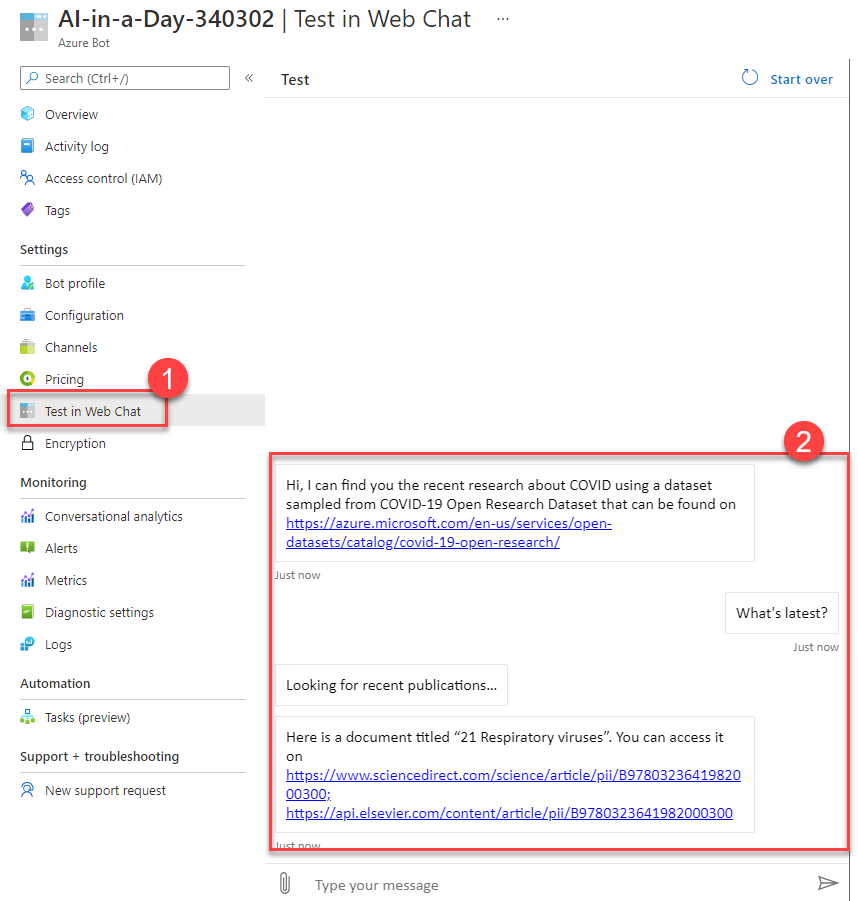 AI-in-a-Day-340302 | Test in Web Chat ...
Azure Bot
Search (Ctrl+/)
«
Overview
Activity log
Access control (IAM)
Tags
Settings
Bot profile
Configuration
Channels
Pricing
1
Test in Web Chat
Encryption
Monitoring
Conversational analytics
Alerts
Metrics
Diagnostic settings
Logs
Automation
Tasks (preview)
Support + troubleshooting
New support request
Test
Start over
2
Hi, I can find you the recent research about COVID using a dataset
sampled from COVID-19 Open Research Dataset that can be found on
https://azure.microsoft.com/en-us/services/open-
datasets/catalog/covid-19-open-research/
Just now
What's latest?
Just now
Looking for recent publications...
Here is a document titled “21 Respiratory viruses”. You can access it
on
https://www.sciencedirect.com/science/article/pii/B97803236419820
00300;
https://api.elsevier.com/content/article/pii/B9780323641982000300
Just now
Type your message